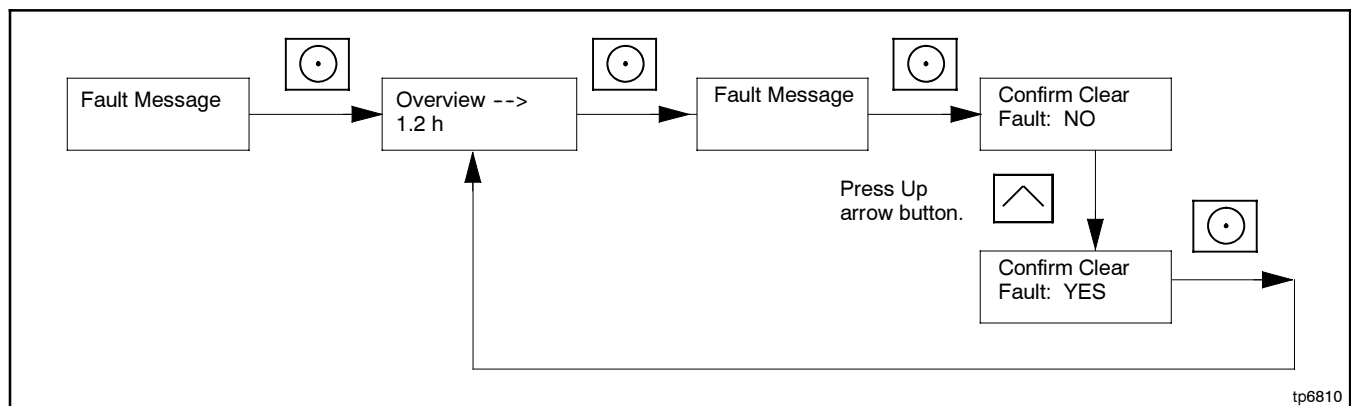 Fault Message
Overview -->
1.2 h
Fault Message
Confirm Clear
Fault:  NO
Press Up
arrow button.
Confirm Clear
Fault:  YES
tp6810